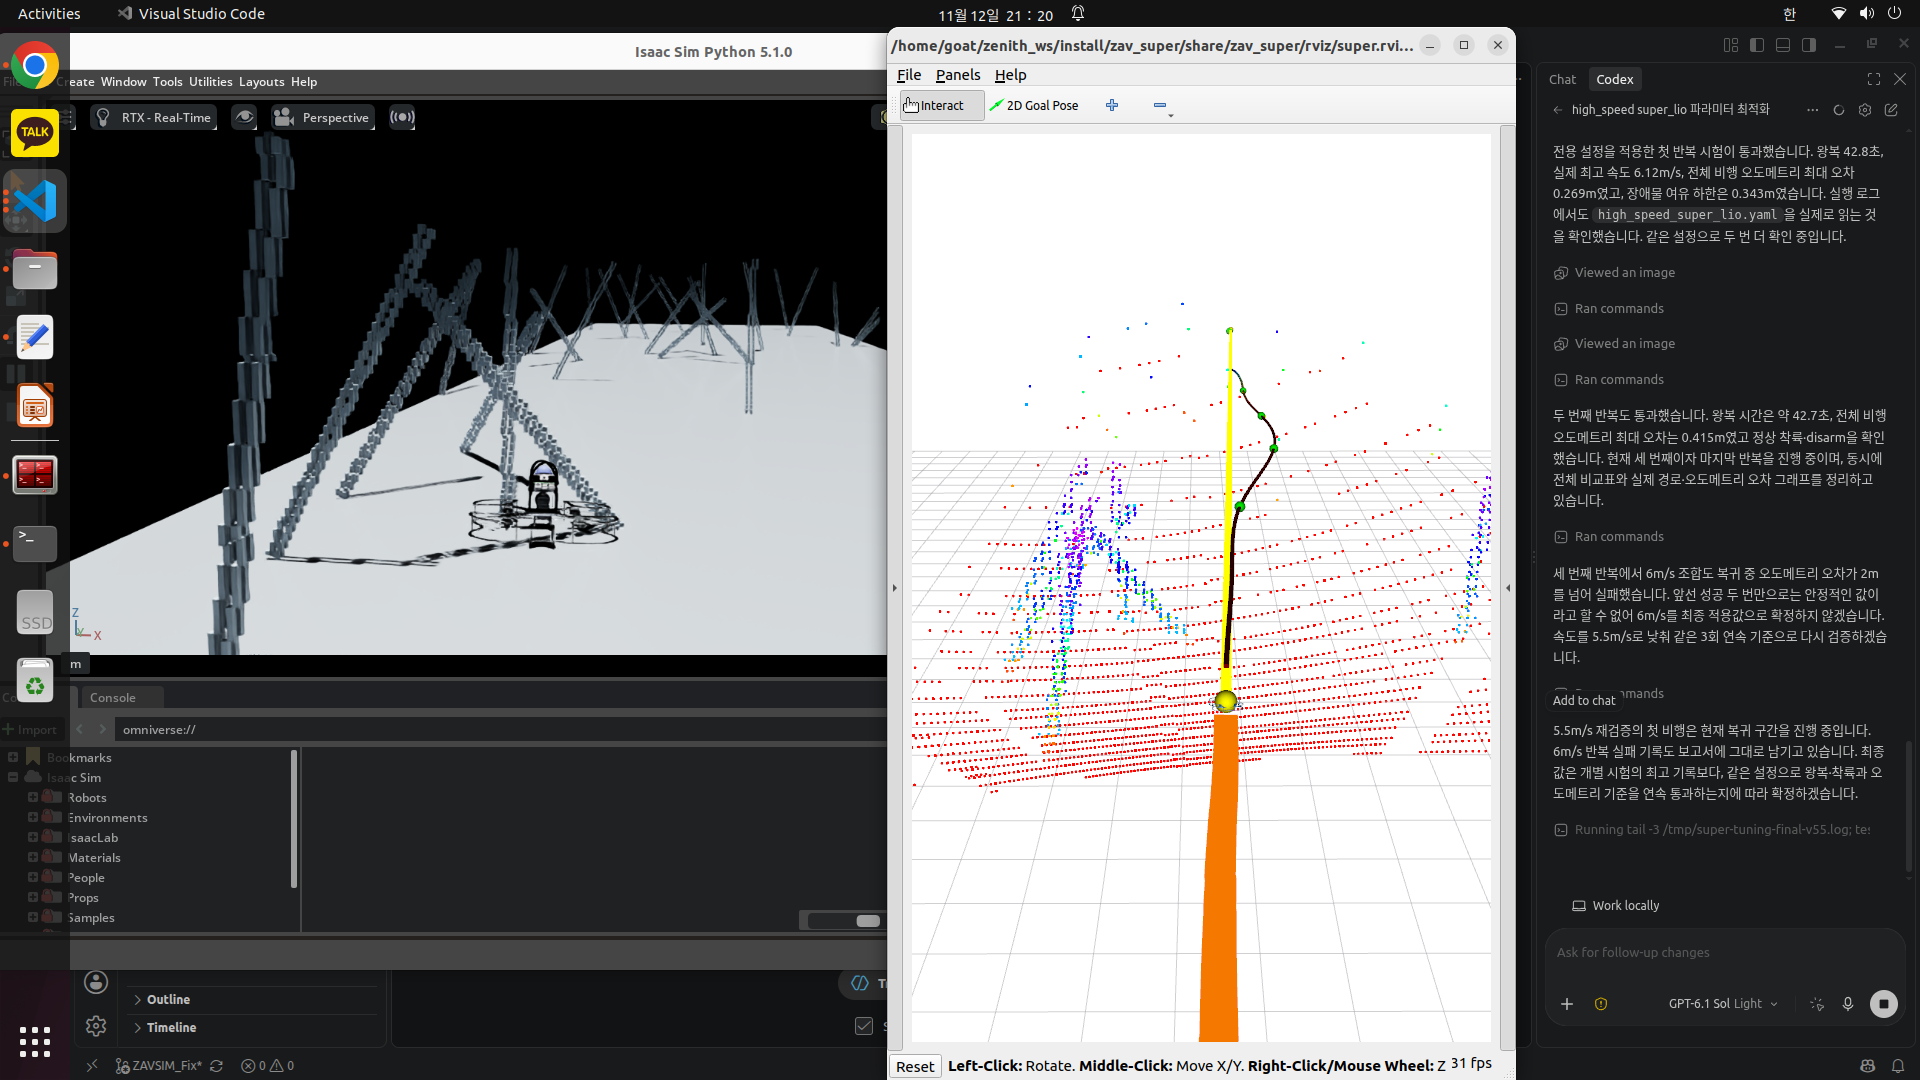 Activities
Visual Studio Code
11월 12일 21 : 20
한
Isaac Sim Python 5.1.0
Create Window Tools Utilities Layouts Help
RTX - Real-Time
Perspective
TALK
SSD
Z
X
m
Console
Import
omniverse://
Bookmarks
Isaac Sim
Robots
Environments
IsaacLab
Materials
People
Props
Samples
Outline
Timeline
ZAVSIM_Fix*
0 0
/home/goat/zenith_ws/install/zav_super/share/zav_super/rviz/super.rvi...
File Panels Help
Interact
2D Goal Pose
Reset
Left-Click: Rotate. Middle-Click: Move X/Y. Right-Click/Mouse Wheel: Z
31 fps
Chat
Codex
high_speed super_lio 파라미터 최적화
전용 설정을 적용한 첫 반복 시험이 통과했습니다. 왕복 42.8초,
실제 최고 속도 6.12m/s, 전체 비행 오도메트리 최대 오차
0.269m였고, 장애물 여유 하한은 0.343m였습니다. 실행 로그
에서도 high_speed_super_lio.yaml 을 실제로 읽는 것
을 확인했습니다. 같은 설정으로 두 번 더 확인 중입니다.
Viewed an image
Ran commands
Viewed an image
Ran commands
두 번째 반복도 통과했습니다. 왕복 시간은 약 42.7초, 전체 비행
오도메트리 최대 오차는 0.415m였고 정상 착륙·disarm을 확인
했습니다. 현재 세 번째이자 마지막 반복을 진행 중이며, 동시에
전체 비교표와 실제 경로·오도메트리 오차 그래프를 정리하고
있습니다.
Ran commands
세 번째 반복에서 6m/s 조합도 복귀 중 오도메트리 오차가 2m
를 넘어 실패했습니다. 앞선 성공 두 번만으로는 안정적인 값이
라고 할 수 없어 6m/s를 최종 적용값으로 확정하지 않겠습니다.
속도를 5.5m/s로 낮춰 같은 3회 연속 기준으로 다시 검증하겠습
니다.
Add to chat
5.5m/s 재검증의 첫 비행은 현재 복귀 구간을 진행 중입니다.
6m/s 반복 실패 기록도 보고서에 그대로 남기고 있습니다. 최종
값은 개별 시험의 최고 기록보다, 같은 설정으로 왕복·착륙과 오
도메트리 기준을 연속 통과하는지에 따라 확정하겠습니다.
Running tail -3 /tmp/super-tuning-final-v55.log; tes
Work locally
Ask for follow-up changes
GPT-6.1 Sol Light